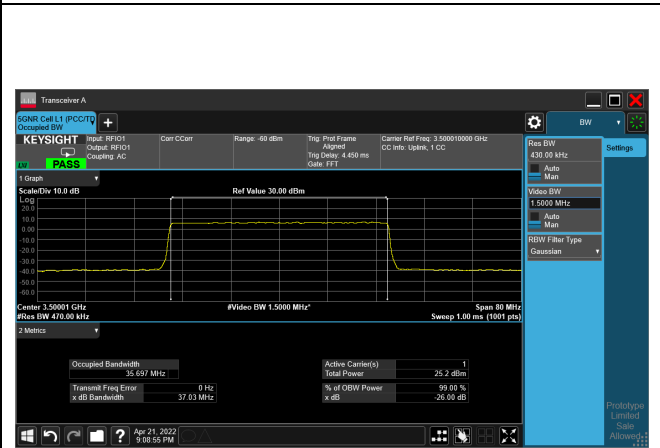 Transceiver A
5GNR Cell L1 (PCC/TD
Occupied BW
+
BW
KEYSIGHT
PASS
Input: RFIO1
Output: RFIO1
Coupling: AC
Corr CCorr
Range: -60 dBm
Trig: Prot Frame
Aligned
Trig Delay: 4.450 ms
Gate: FFT
Carrier Ref Freq: 3.500010000 GHz
CC Info: Uplink, 1 CC
Res BW
430.00 kHz
Auto
Man
Settings
Video BW
1.5000 MHz
Auto
Man
RBW Filter Type
Gaussian
1 Graph
Scale/Div 10.0 dB
Ref Value 30.00 dBm
Log
20.0
10.0
0.00
-10.0
-20.0
-30.0
-40.0
-50.0
-60.0
Center 3.50001 GHz
#Video BW 1.5000 MHz*
Span 80 MHz
#Res BW 470.00 kHz
Sweep 1.00 ms (1001 pts)
2 Metrics
Occupied Bandwidth
35.697 MHz
Active Carrier(s) 1
Total Power 25.2 dBm
Transmit Freq Error 0 Hz
x dB Bandwidth 37.03 MHz
% of OBW Power 99.00 %
x dB -26.00 dB
Prototype
Limited
Sale
Allowed
?
Apr 21, 2022
9:08:55 PM